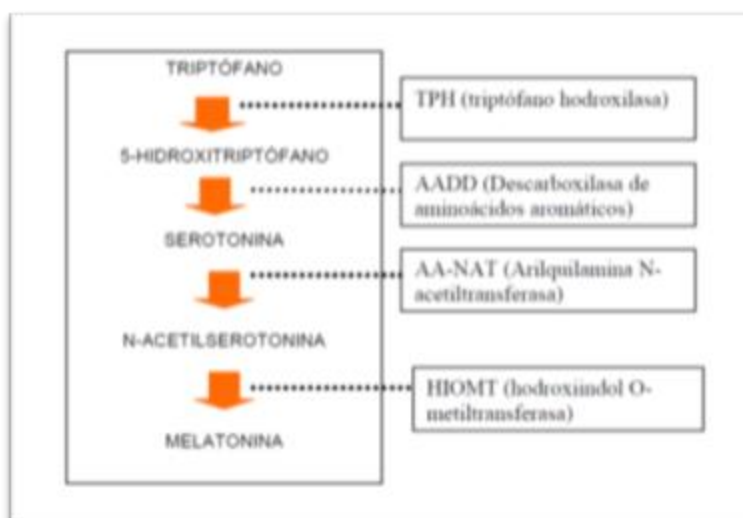 TRIPTÓFANO
TPH (triptófano hodroxilasa)
5-HIDROXITRIPTÓFANO
AADD (Descarboxilasa de
aminoácidos aromáticos)
SEROTONINA
AA-NAT (Arilquilamina N-
acetiltransferasa)
N-ACETILSEROTONINA
HIOMT (hodroxiindol O-
metiltransferasa)
MELATONINA